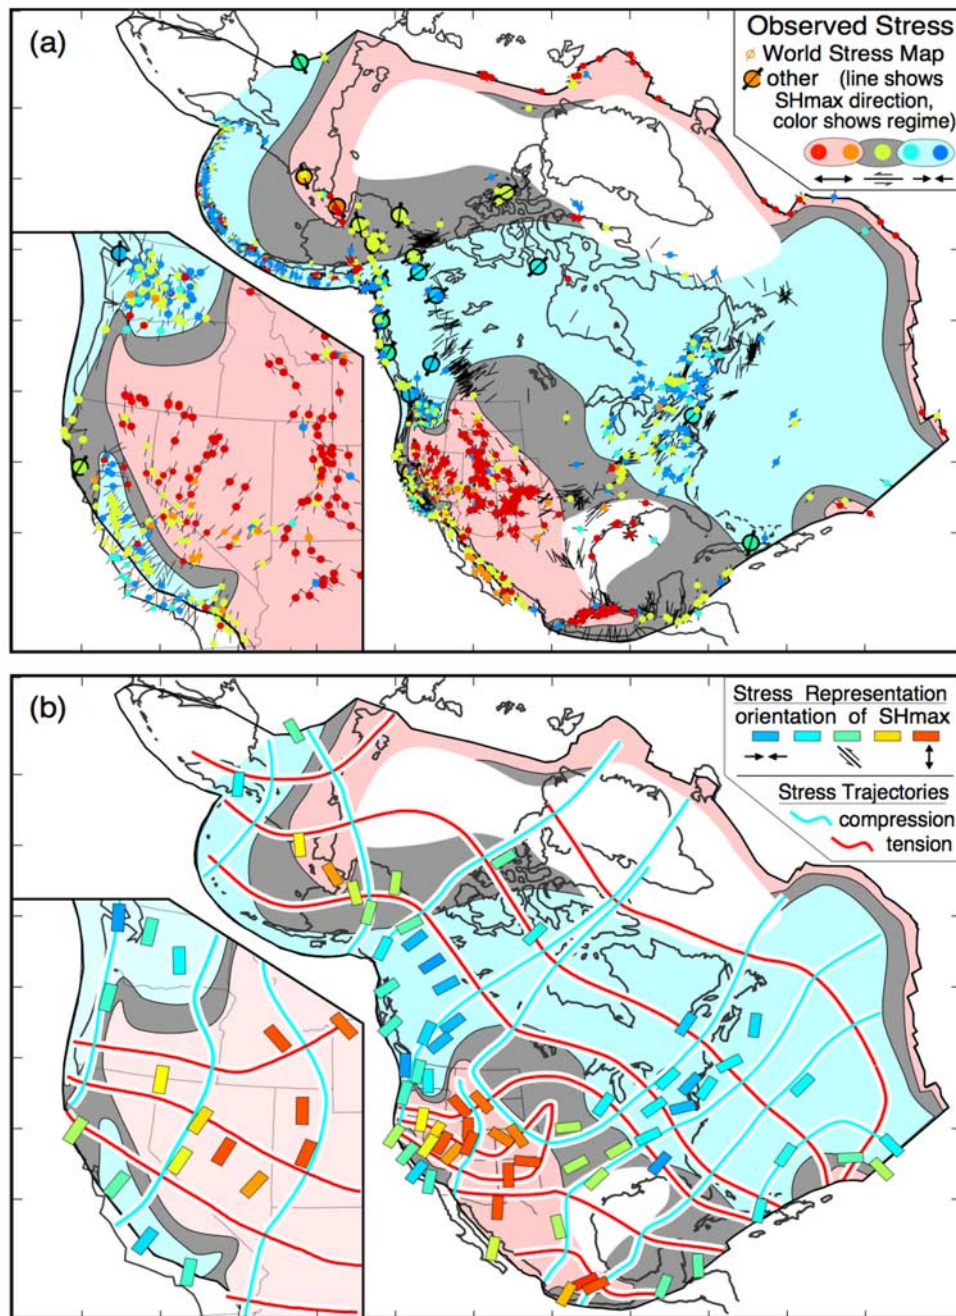 (a)
Observed Stress
World Stress Map
other (line shows
SHmax direction,
color shows regime)
(b)
Stress Representation
orientation of SHmax
Stress Trajectories
compression
tension